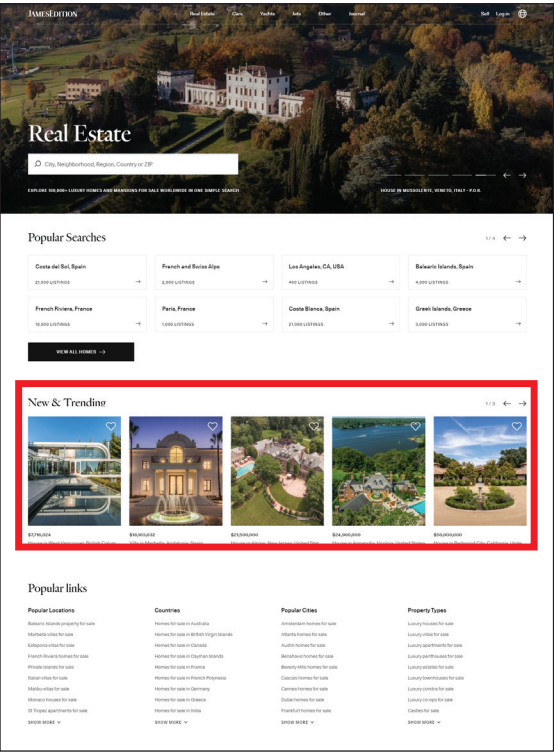 JAMESEDITION
Real Estate Cars Yachts Jets Other Journal
Sell Log in
Real Estate
City, Neighborhood, Region, Country or ZIP
EXPLORE 100,000+ LUXURY HOMES AND MANSIONS FOR SALE WORLDWIDE IN ONE SIMPLE SEARCH
HOUSE IN MUSSOLENTE, VENETO, ITALY - P.O.R.
Popular Searches
1 / 4 ← →
Costa del Sol, Spain
21,000 LISTINGS →
French and Swiss Alps
2,000 LISTINGS →
Los Angeles, CA, USA
400 LISTINGS →
Balearic Islands, Spain
4,000 LISTINGS →
French Riviera, France
15,000 LISTINGS →
Paris, France
1,000 LISTINGS →
Costa Blanca, Spain
21,000 LISTINGS →
Greek Islands, Greece
3,000 LISTINGS →
VIEW ALL HOMES →
New & Trending
1 / 3 ← →
$21,500,000
$24,900,000
$50,000,000
Popular links
Popular Locations
Balearic Islands property for sale
Marbella villas for sale
Estepona villas for sale
French Riviera homes for sale
Private islands for sale
Italian villas for sale
Malibu villas for sale
Monaco houses for sale
St Tropez apartments for sale
SHOW MORE
Countries
Homes for sale in Australia
Homes for sale in British Virgin Islands
Homes for sale in Canada
Homes for sale in Cayman Islands
Homes for sale in France
Homes for sale in French Polynesia
Homes for sale in Germany
Homes for sale in Greece
Homes for sale in India
SHOW MORE
Popular Cities
Amsterdam homes for sale
Atlanta homes for sale
Austin homes for sale
Benahavis homes for sale
Beverly Hills homes for sale
Cascais homes for sale
Cannes homes for sale
Dubai homes for sale
Frankfurt homes for sale
SHOW MORE
Property Types
Luxury houses for sale
Luxury villas for sale
Luxury apartments for sale
Luxury penthouses for sale
Luxury estates for sale
Luxury townhouses for sale
Luxury condos for sale
Luxury co-ops for sale
Castles for sale
SHOW MORE